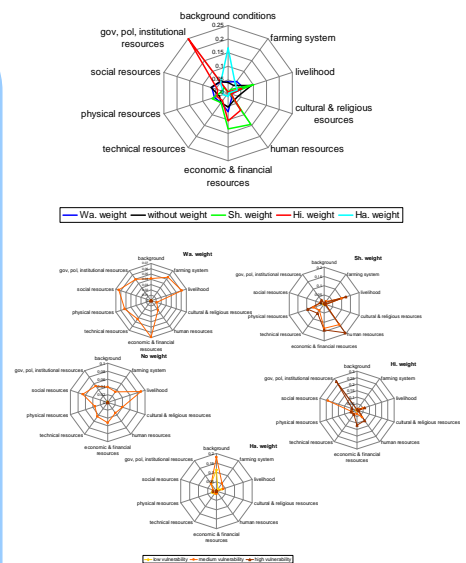 background conditions
0.25
0.2
0.15
0.1
farming system
livelihood
cultural & religious
esources
human resources
economic & financial
resources
technical resources
physical resources
social resources
gov, pol, institutional
resources
Wa. weight
without weight
Sh. weight
Hi. weight
Ha. weight
Wa. weight
background
farming system
livelihood
cultural & religious resources
human resources
economic & financial
resources
technical resources
physical resources
social resources
gov, pol, institutional resources
Sh. weight
background
farming system
livelihood
cultural & religious resources
human resources
economic & financial resources
technical resources
physical resources
social resources
gov, pol, institutional resources
No weight
background
farming system
livelihood
cultural & religious resources
human resources
economic & financial
resources
technical resources
physical resources
social resources
gov, pol, institutional resources
Hi. weight
background
farming system
livelihood
cultural & religious resources
human resources
economic & financial
resources
technical resources
physical resources
social resources
gov, pol, institutional resources
Ha. weight
background
farming system
livelihood
cultural & religious resources
human resources
economic & financial
resources
technical resources
physical resources
social resources
gov, pol, institutional resources
low vulnerability
medium vulnerability
high vulnerability